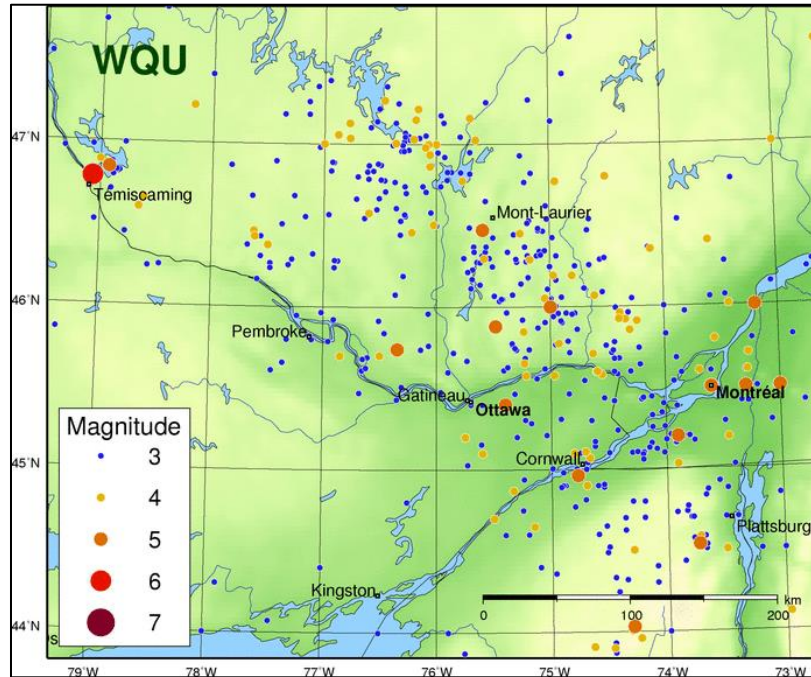 WQU
47°N
Témiscaming
Mont-Laurier
46°N
Pembroke
Gatineau
Ottawa
Montréal
Magnitude
3
4
5
6
7
45°N
Cornwall
Plattsburg
Kingston
0 100 200
km
44°N
79°W 78°W 77°W 76°W 75°W 74°W 73°W